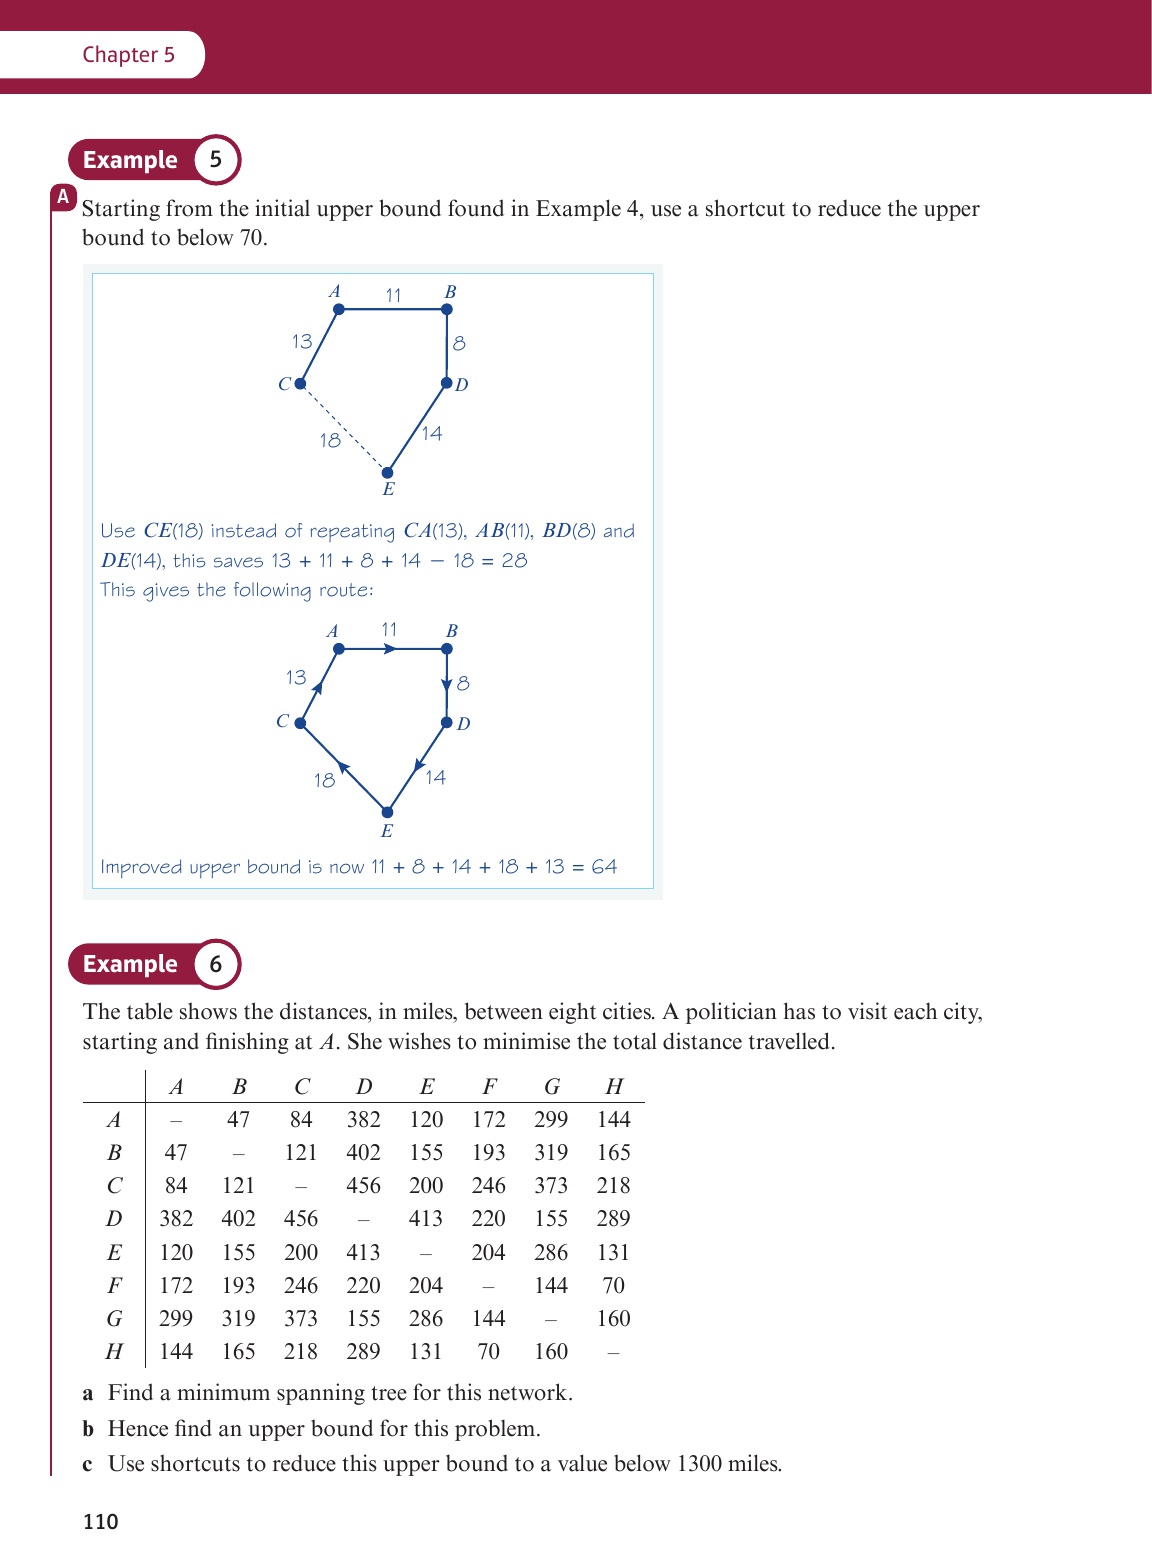 Chapter 5
Example 5
A
Starting from the initial upper bound found in Example 4, use a shortcut to reduce the upper
bound to below 70.
A 11 B
13 8
C D
18 14
E
Use CE(18) instead of repeating CA(13), AB(11), BD(8) and
DE(14), this saves 13 + 11 + 8 + 14 − 18 = 28
This gives the following route:
A 11 B
13 8
C D
18 14
E
Improved upper bound is now 11 + 8 + 14 + 18 + 13 = 64
Example 6
The table shows the distances, in miles, between eight cities. A politician has to visit each city,
starting and finishing at A. She wishes to minimise the total distance travelled.
A B C D E F G H
A – 47 84 382 120 172 299 144
B 47 – 121 402 155 193 319 165
C 84 121 – 456 200 246 373 218
D 382 402 456 – 413 220 155 289
E 120 155 200 413 – 204 286 131
F 172 193 246 220 204 – 144 70
G 299 319 373 155 286 144 – 160
H 144 165 218 289 131 70 160 –
a Find a minimum spanning tree for this network.
b Hence find an upper bound for this problem.
c Use shortcuts to reduce this upper bound to a value below 1300 miles.
110